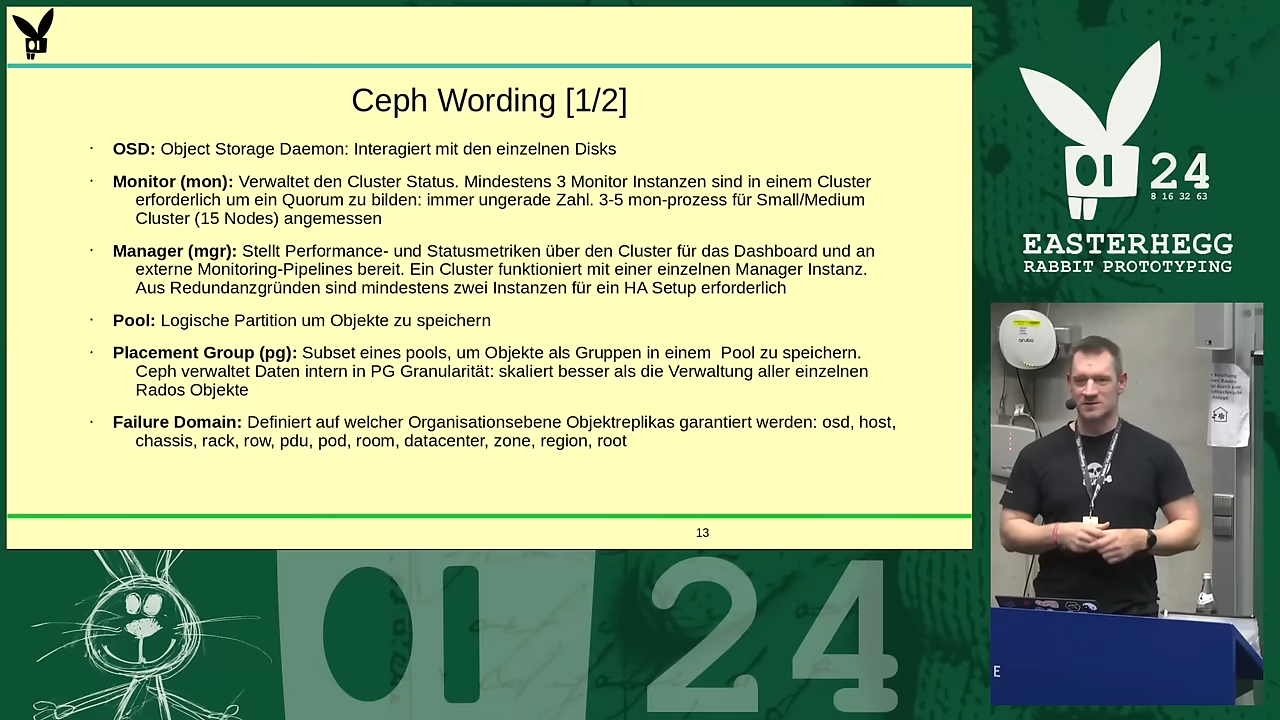 Ceph Wording [1/2]
· OSD: Object Storage Daemon: Interagiert mit den einzelnen Disks
· Monitor (mon): Verwaltet den Cluster Status. Mindestens 3 Monitor Instanzen sind in einem Cluster
erforderlich um ein Quorum zu bilden: immer ungerade Zahl. 3-5 mon-prozess für Small/Medium
Cluster (15 Nodes) angemessen
· Manager (mgr): Stellt Performance- und Statusmetriken über den Cluster für das Dashboard und an
externe Monitoring-Pipelines bereit. Ein Cluster funktioniert mit einer einzelnen Manager Instanz.
Aus Redundanzgründen sind mindestens zwei Instanzen für ein HA Setup erforderlich
· Pool: Logische Partition um Objekte zu speichern
· Placement Group (pg): Subset eines pools, um Objekte als Gruppen in einem  Pool zu speichern.
Ceph verwaltet Daten intern in PG Granularität: skaliert besser als die Verwaltung aller einzelnen
Rados Objekte
· Failure Domain: Definiert auf welcher Organisationsebene Objektreplikas garantiert werden: osd, host,
chassis, rack, row, pdu, pod, room, datacenter, zone, region, root
13
24
8 16 32 63
EASTERHEGG
RABBIT PROTOTYPING
aruba
E
24